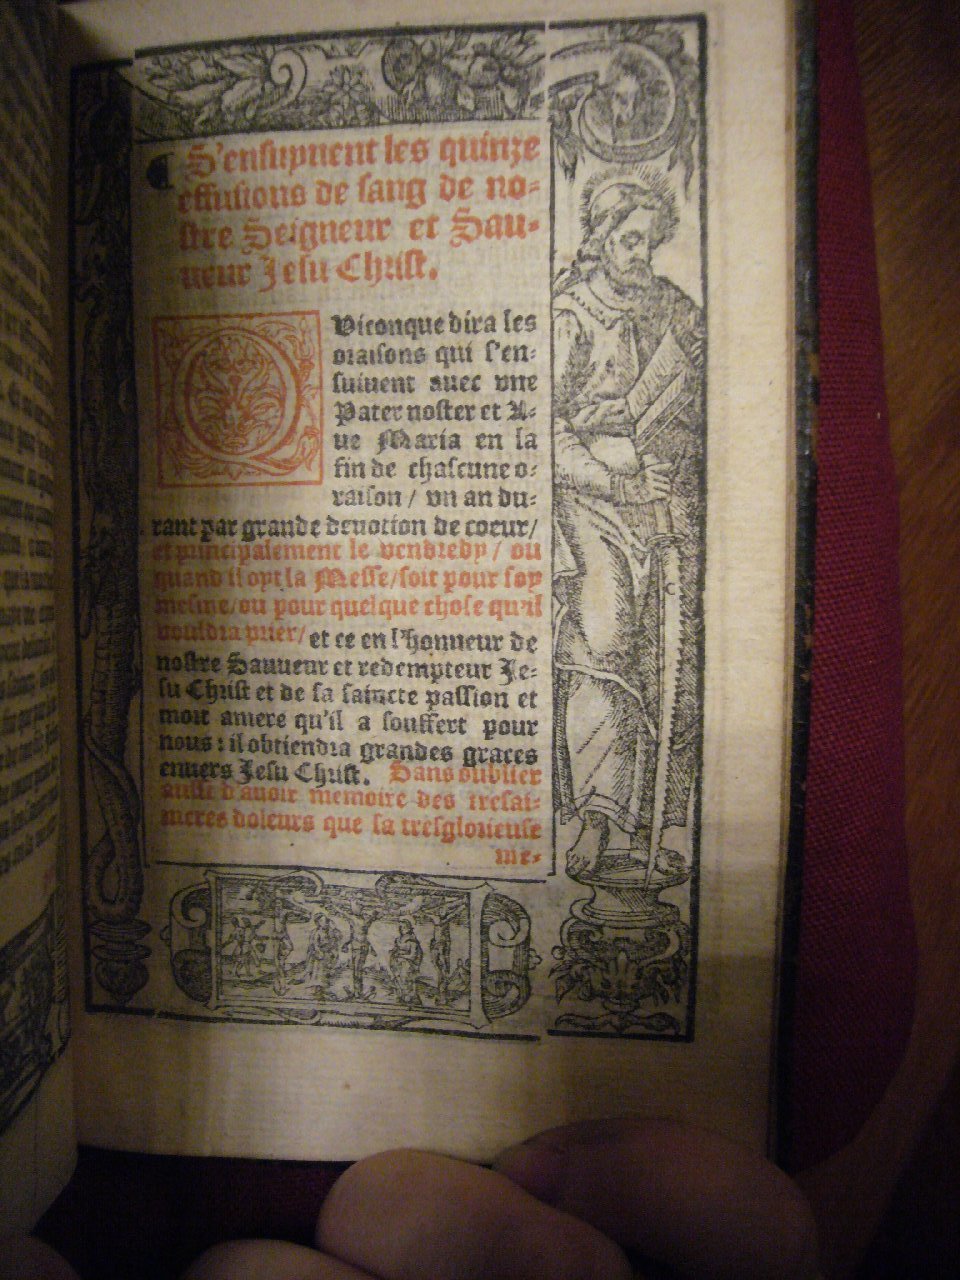 ¶ S'ensuyuent les quinze
effusions de sang de no-
stre Seigneur et Sau-
ueur Jesu Christ.
QViconque dira les
oraisons qui s'en-
suiuent auec vne
Pater noster et A-
ue Maria en la
fin de chascune o-
raison / vn an du-
rant par grande deuotion de coeur/
et principalement le vendredy / ou
quand il oyt la Messe/soit pour soy
mesme/ou pour quelque chose qu'il
vouldra prier/ et ce en l'honneur de
nostre Sauueur et redempteur Je-
su Christ et de sa saincte passion et
mort amere qu'il a souffert pour
nous : il obtiendra grandes graces
enuers Jesu Christ. Sans oublier
aussi d'auoir memoire des tresai-
meres doleurs que sa tresglorieuse
me-